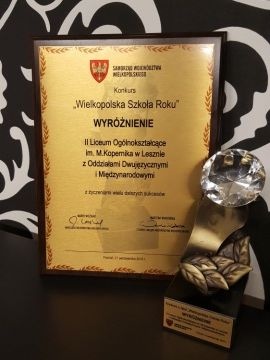 SAMORZĄD WOJEWÓDZTWA
WIELKOPOLSKIEGO
Konkurs
„Wielkopolska Szkoła Roku”
WYRÓŻNIENIE
II Liceum Ogólnokształcące
im. M.Kopernika w Lesznie
z Oddziałami Dwujęzycznymi
i Międzynarodowymi
z życzeniami wielu dalszych sukcesów
WYRÓŻNIENIE